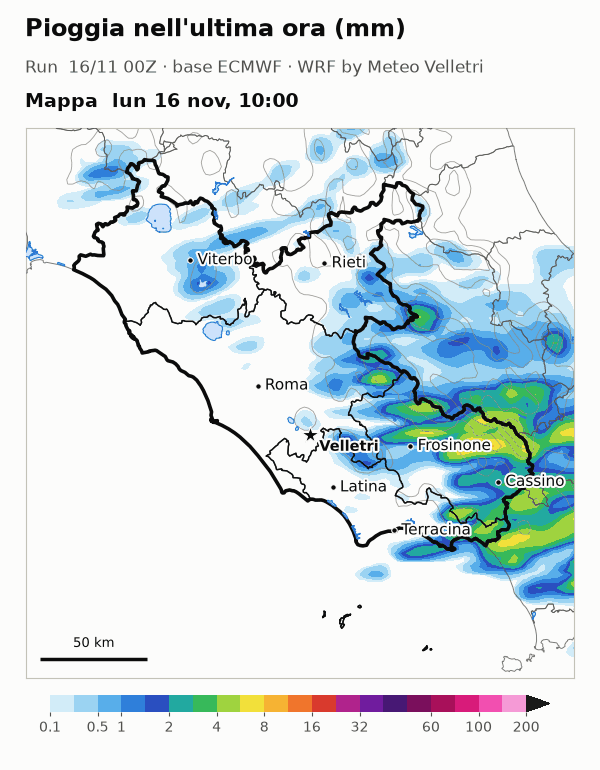 Pioggia nell'ultima ora (mm)
Run  16/11 00Z · base ECMWF · WRF by Meteo Velletri
Mappa  lun 16 nov, 10:00
Viterbo
Rieti
Roma
Velletri
Frosinone
Latina
Cassino
Terracina
50 km
0.1 0.5 1 2 4 8 16 32 60 100 200